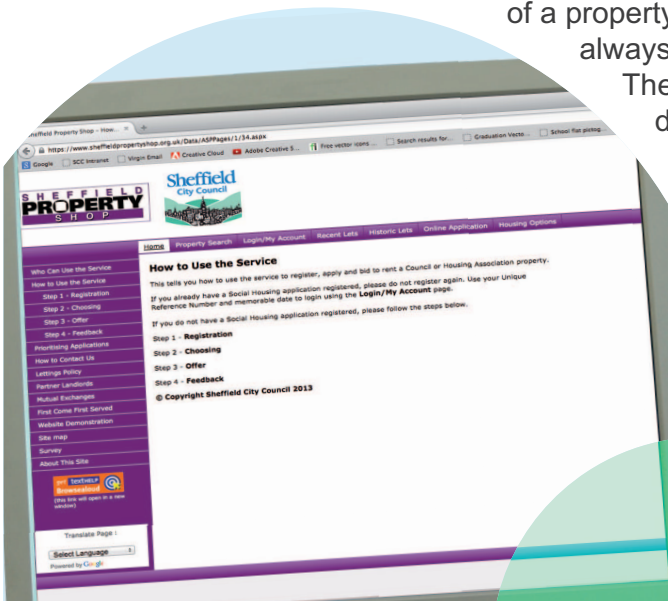 of a property
always
The
d
Sheffield Property Shop - How...
https://www.sheffieldpropertyshop.org.uk/Data/ASPPages/1/34.aspx
Google SCC Intranet Virgin Email Creative Cloud Adobe Creative S... Free vector icons ... Search results for... Graduation Vecto... School flat pictog...
SHEFFIELD
PROPERTY
SHOP
Sheffield
City Council
Home Property Search Login/My Account Recent Lets Historic Lets Online Application Housing Options
Who Can Use the Service
How to Use the Service
Step 1 - Registration
Step 2 - Choosing
Step 3 - Offer
Step 4 - Feedback
Prioritising Applications
How to Contact Us
Lettings Policy
Partner Landlords
Mutual Exchanges
First Come First Served
Website Demonstration
Site map
Survey
About This Site
texthelp
Browsealoud
(this link will open in a new
window)
Translate Page :
Select Language
Powered by Google
How to Use the Service
This tells you how to use the service to register, apply and bid to rent a Council or Housing Association property.
If you already have a Social Housing application registered, please do not register again. Use your Unique
Reference Number and memorable date to login using the Login/My Account page.
If you do not have a Social Housing application registered, please follow the steps below.
Step 1 - Registration
Step 2 - Choosing
Step 3 - Offer
Step 4 - Feedback
© Copyright Sheffield City Council 2013